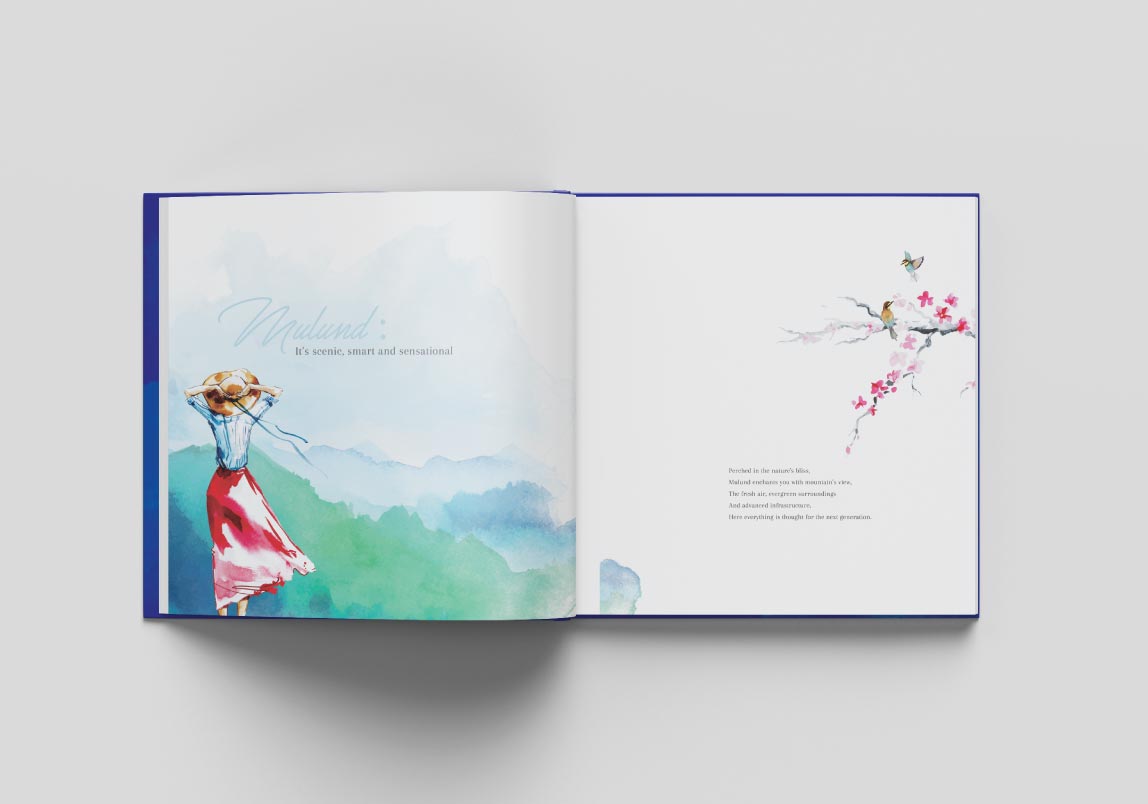 Mulund :
It's scenic, smart and sensational
Perched in the nature's bliss,
Mulund enchants you with mountain's view,
The fresh air, evergreen surroundings
And advanced infrastructure,
Here everything is thought for the next generation.